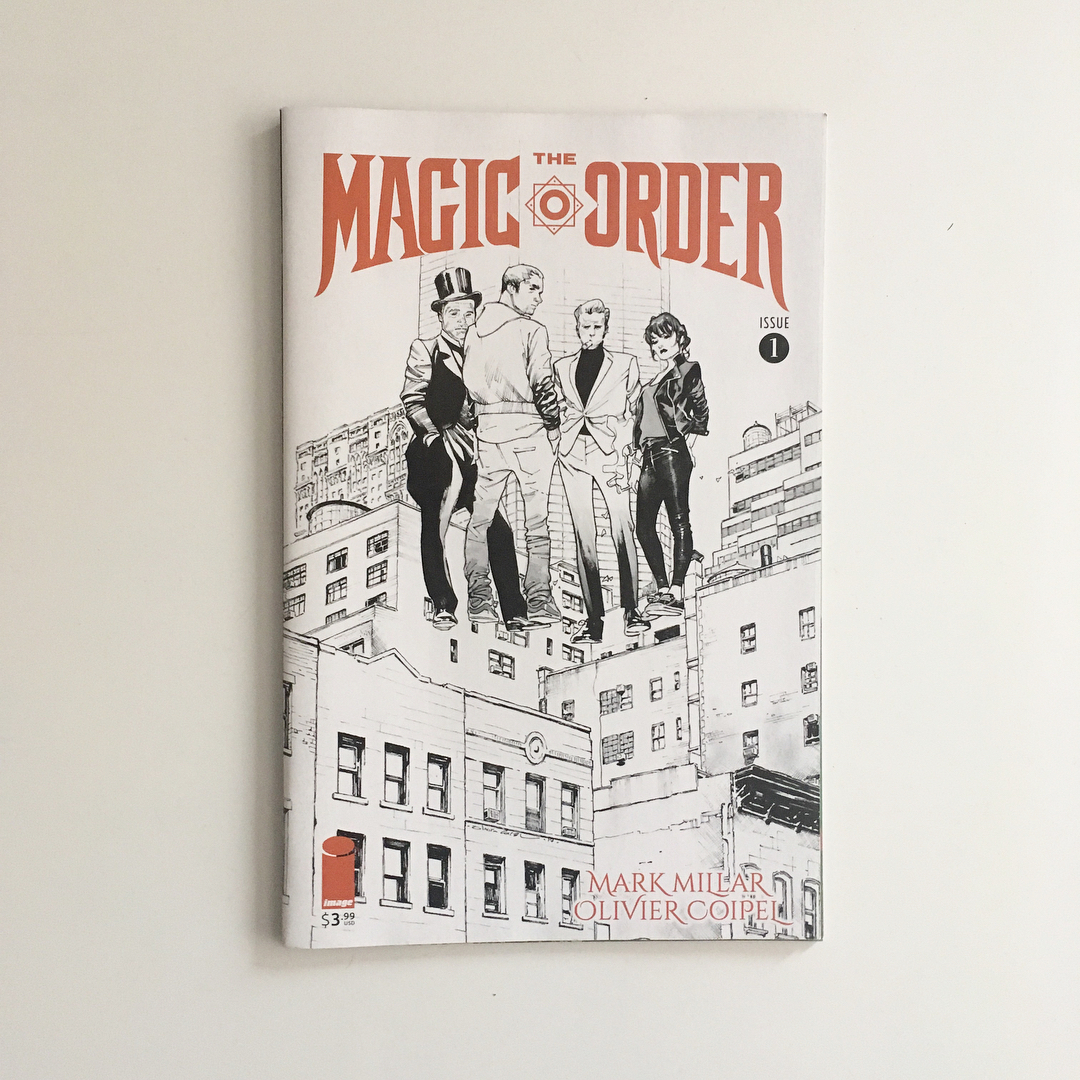 THE
MAGIC ORDER
ISSUE
1
image
$3.99
USD
MARK MILLAR
OLIVIER COIPEL